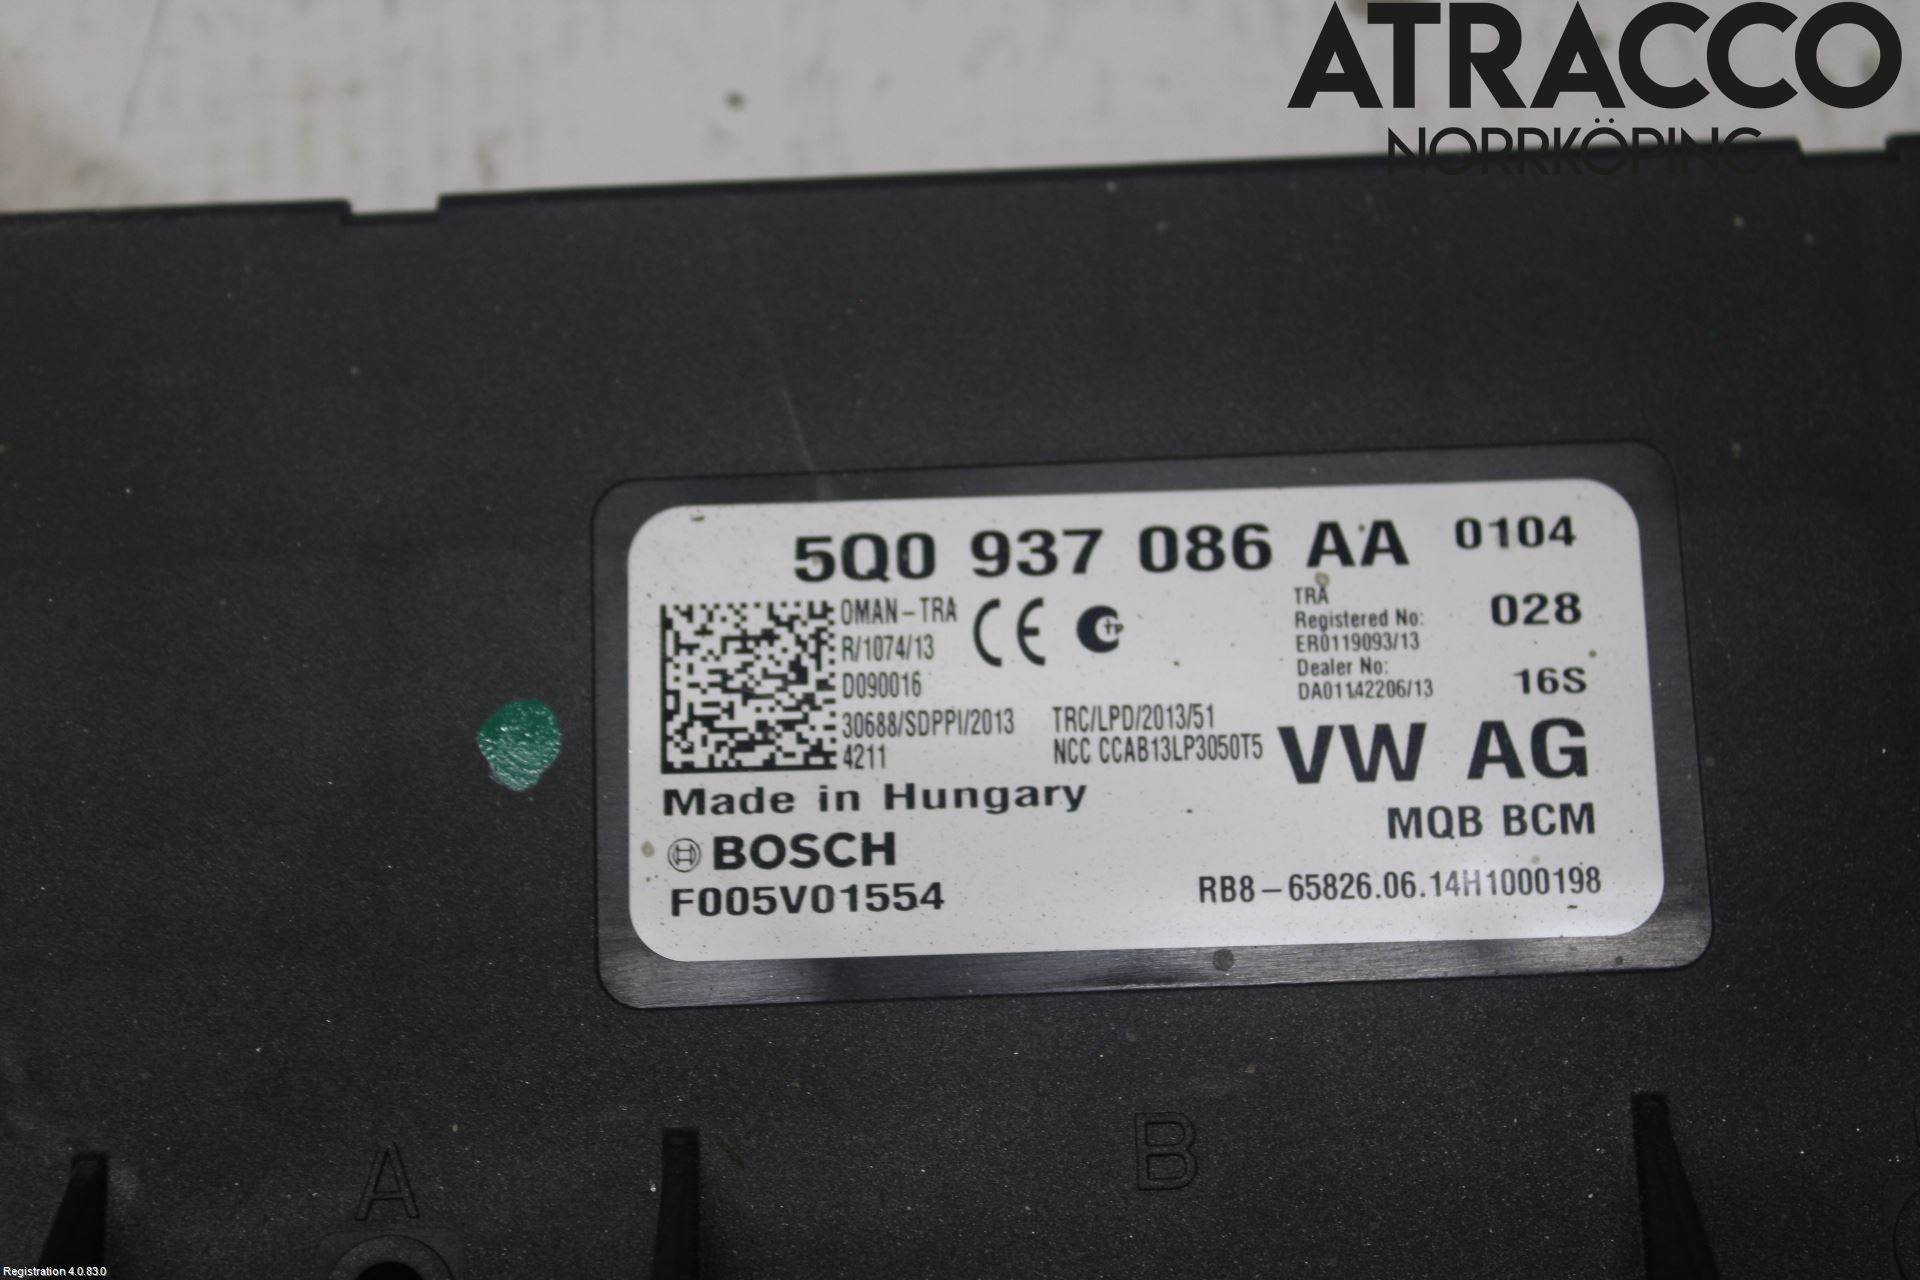 ATRACCO
NORRKÖPING
5Q0 937 086 AA 0104
OMAN-TRA
R/1074/13
D090016
30688/SDPPI/2013
4211
CE
TRC/LPD/2013/51
NCC CCAB13LP3050T5
TRA
Registered No:
ER0119093/13
Dealer No:
DA01142206/13
028
16S
VW AG
MQB BCM
Made in Hungary
BOSCH
F005V01554
RB8-65826.06.14H1000198
A
B
Registration 4.0.83.0